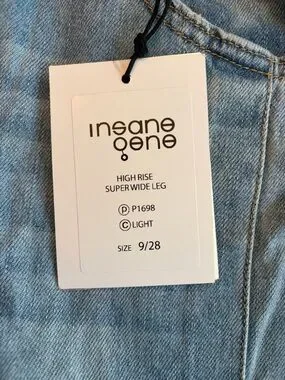 insane
gene
HIGH RISE
SUPER WIDE LEG
Ⓟ P1698
Ⓒ LIGHT
SIZE 9/28